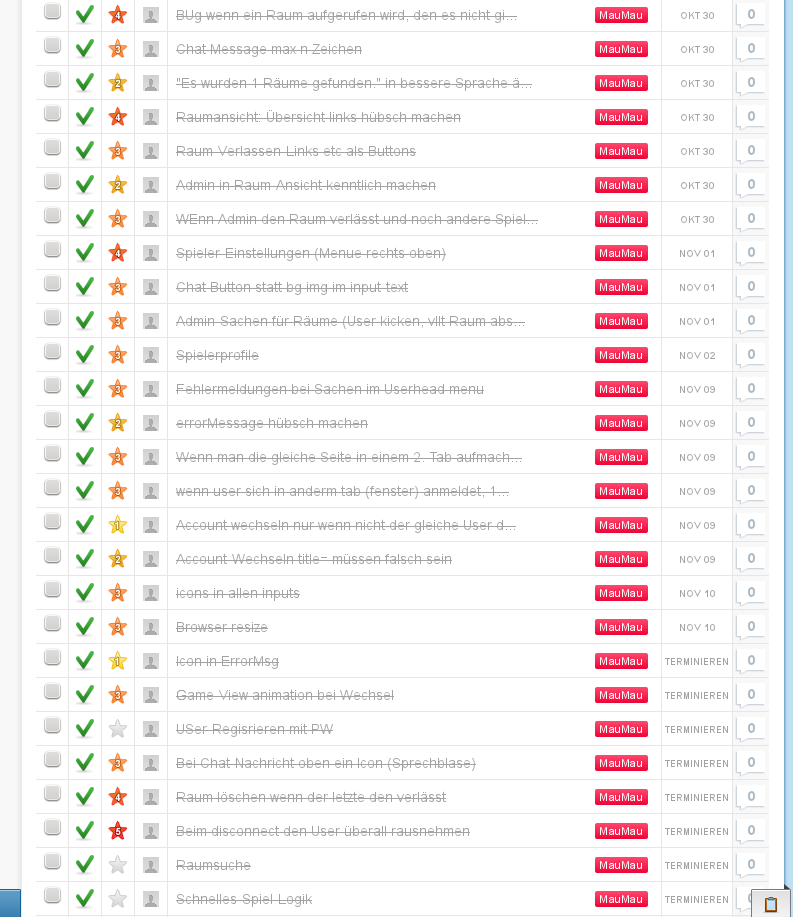 4 BUg wenn ein Raum aufgerufen wird, den es nicht gi... MauMau OKT 30 0
3 Chat Message max n Zeichen MauMau OKT 30 0
2 "Es wurden 1 Räume gefunden." in bessere Sprache ä... MauMau OKT 30 0
4 Raumansicht: Übersicht links hübsch machen MauMau OKT 30 0
3 Raum Verlassen Links etc als Buttons MauMau OKT 30 0
2 Admin in Raum Ansicht kenntlich machen MauMau OKT 30 0
3 WEnn Admin den Raum verlässt und noch andere Spiel... MauMau OKT 30 0
4 Spieler Einstellungen (Menue rechts oben) MauMau NOV 01 0
3 Chat Button statt bg img im input text MauMau NOV 01 0
3 Admin Sachen für Räume (User kicken, vllt Raum abs... MauMau NOV 01 0
3 Spielerprofile MauMau NOV 02 0
3 Fehlermeldungen bei Sachen im Userhead menu MauMau NOV 09 0
2 errorMessage hübsch machen MauMau NOV 09 0
3 Wenn man die gleiche Seite in einem 2. Tab aufmach... MauMau NOV 09 0
3 wenn user sich in anderm tab (fenster) anmeldet, 1... MauMau NOV 09 0
1 Account wechseln nur wenn nicht der gleiche User d... MauMau NOV 09 0
2 Account Wechseln title= müssen falsch sein MauMau NOV 09 0
3 icons in allen inputs MauMau NOV 10 0
3 Browser resize MauMau NOV 10 0
1 Icon in ErrorMsg MauMau TERMINIEREN 0
3 Game View animation bei Wechsel MauMau TERMINIEREN 0
USer Regisrieren mit PW MauMau TERMINIEREN 0
3 Bei Chat Nachricht oben ein Icon (Sprechblase) MauMau TERMINIEREN 0
4 Raum löschen wenn der letzte den verlässt MauMau TERMINIEREN 0
5 Beim disconnect den User überall rausnehmen MauMau TERMINIEREN 0
Raumsuche MauMau TERMINIEREN 0
Schnelles Spiel Logik MauMau TERMINIEREN